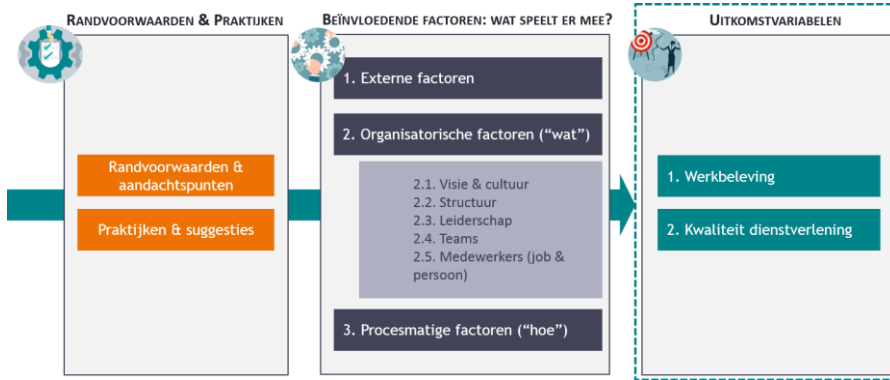 RANDVOORWAARDEN & PRAKTIJKEN
Randvoorwaarden &
aandachtspunten
Praktijken & suggesties
BEÏNVLOEDENDE FACTOREN: WAT SPEELT ER MEE?
1. Externe factoren
2. Organisatorische factoren (“wat”)
2.1. Visie & cultuur
2.2. Structuur
2.3. Leiderschap
2.4. Teams
2.5. Medewerkers (job &
persoon)
3. Procesmatige factoren (“hoe”)
UITKOMSTVARIABELEN
1. Werkbeleving
2. Kwaliteit dienstverlening